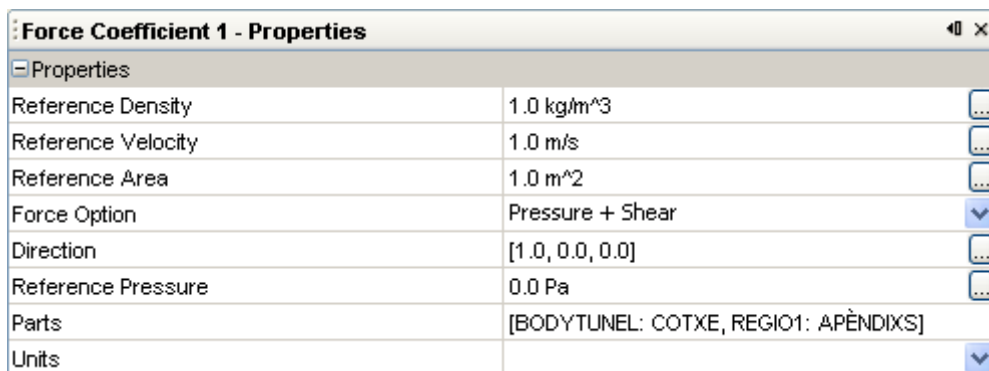 Force Coefficient 1 - Properties
Properties
Reference Density 1.0 kg/m^3 ...
Reference Velocity 1.0 m/s ...
Reference Area 1.0 m^2 ...
Force Option Pressure + Shear
Direction [1.0, 0.0, 0.0] ...
Reference Pressure 0.0 Pa ...
Parts [BODYTUNEL: COTXE, REGIO1: APÈNDIXS]
Units